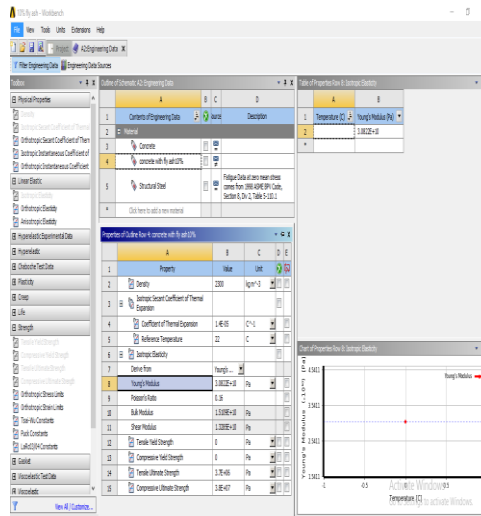 10% fly ash - Workbench
File View Tools Units Extensions Help
Project A2:Engineering Data X
Filter Engineering Data Engineering Data Sources
Toolbox
Physical Properties
Density
Isotropic Secant Coefficient of Thermal
Orthotropic Secant Coefficient of Ther
Isotropic Instantaneous Coefficient of
Orthotropic Instantaneous Coefficient
Linear Elastic
Isotropic Elasticity
Orthotropic Elasticity
Anisotropic Elasticity
Hyperelastic Experimental Data
Hyperelastic
Chaboche Test Data
Plasticity
Creep
Life
Strength
Tensile Yield Strength
Compressive Yield Strength
Tensile Ultimate Strength
Compressive Ultimate Strength
Orthotropic Stress Limits
Orthotropic Strain Limits
Tsai-Wu Constants
Puck Constants
LaRc03/04 Constants
Gasket
Viscoelastic Test Data
Viscoelastic
View All / Customize...
Outline of Schematic A2: Engineering Data
A B C D
1 Contents of Engineering Data Source Description
2 Material
3 Concrete
4 concrete with fly ash10%
5 Structural Steel
Fatigue Data at zero mean stress
comes from 1998 ASME BPV Code,
Section 8, Div 2, Table 5-110.1
* Click here to add a new material
Properties of Outline Row 4: concrete with fly ash10%
A B C D E
1 Property Value Unit
2 Density 2300 kg m^-3
3 Isotropic Secant Coefficient of Thermal
Expansion
4 Coefficient of Thermal Expansion 1.4E-05 C^-1
5 Reference Temperature 22 C
6 Isotropic Elasticity
7 Derive from Young's ...
8 Young's Modulus 3.0822E+10 Pa
9 Poisson's Ratio 0.16
10 Bulk Modulus 1.5109E+10 Pa
11 Shear Modulus 1.3285E+10 Pa
12 Tensile Yield Strength 0 Pa
13 Compressive Yield Strength 0 Pa
14 Tensile Ultimate Strength Pa
15 Compressive Ultimate Strength Pa
Table of Properties Row 8: Isotropic Elasticity
A B
1 Temperature (C) Young's Modulus (Pa)
2 3.0822E+10
*
Chart of Properties Row 8: Isotropic Elasticity
Young's Modulus
Young's Modulus (.10¹⁰) [Pa]
-1 -0.5 0 0.5 1
Temperature [C]
Activate Windows
Go to Settings to activate Windows.